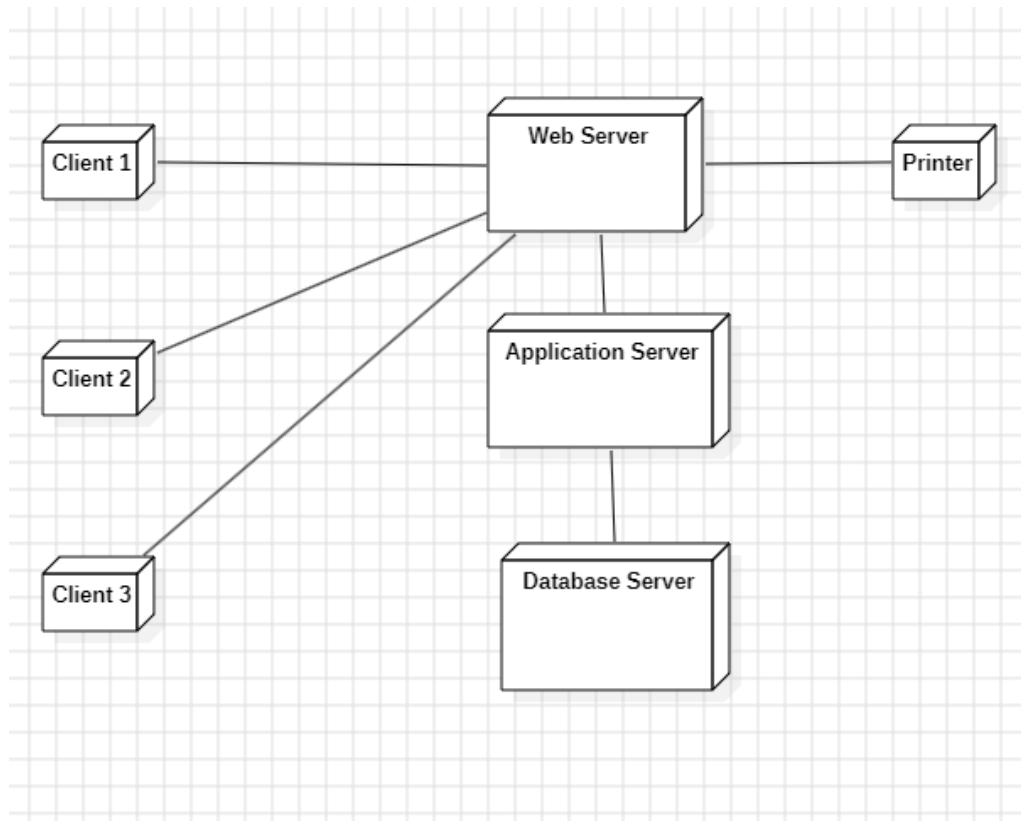 Client 1
Web Server
Printer
Client 2
Application Server
Client 3
Database Server